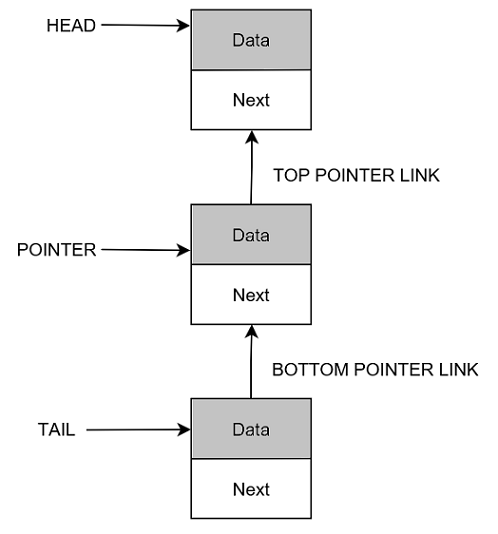 HEAD
Data
Next
TOP POINTER LINK
Data
POINTER
Next
BOTTOM POINTER LINK
TAIL
Data
Next